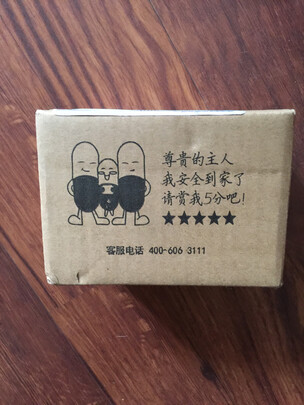 尊贵的主人
我安全到家了
请赏我5分吧!
★★★★★
客服电话 400-606 3111